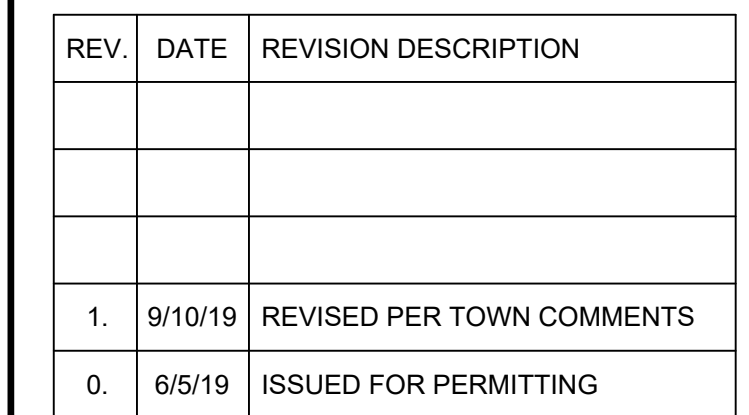 REV. DATE REVISION DESCRIPTION
1. 9/10/19 REVISED PER TOWN COMMENTS
0. 6/5/19 ISSUED FOR PERMITTING